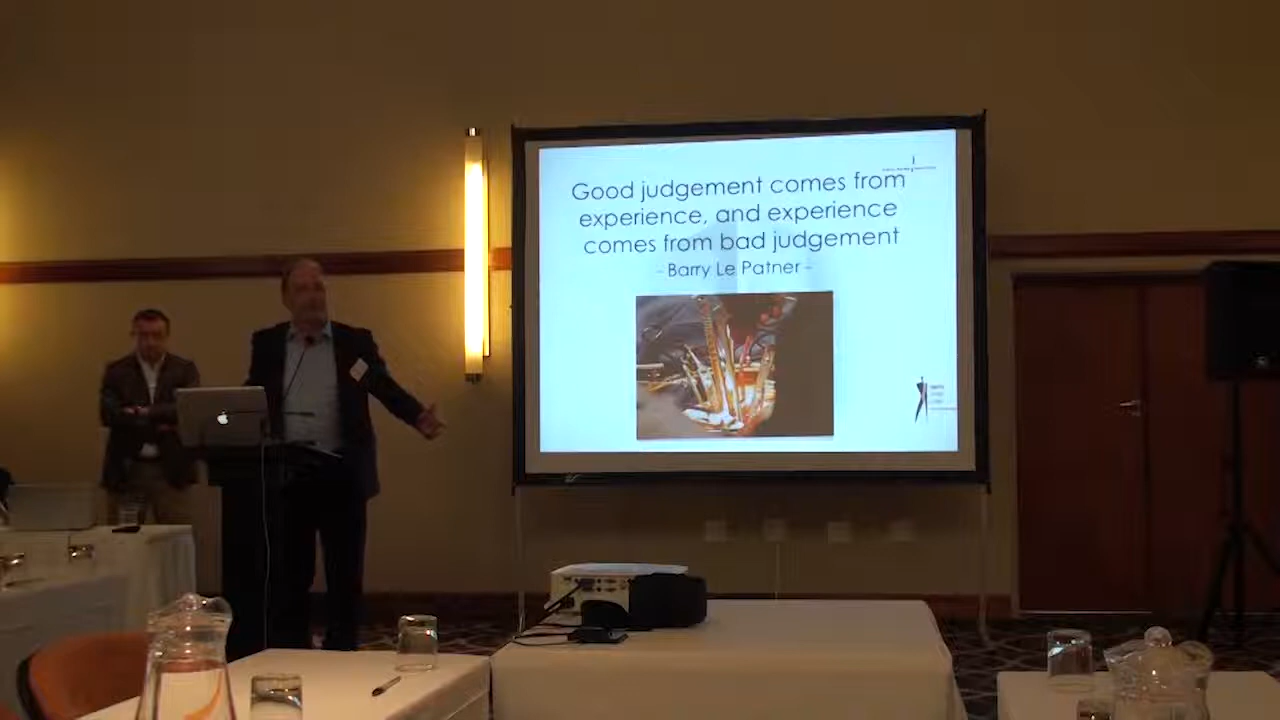 Good judgement comes from
experience, and experience
comes from bad judgement
- Barry Le Patner -